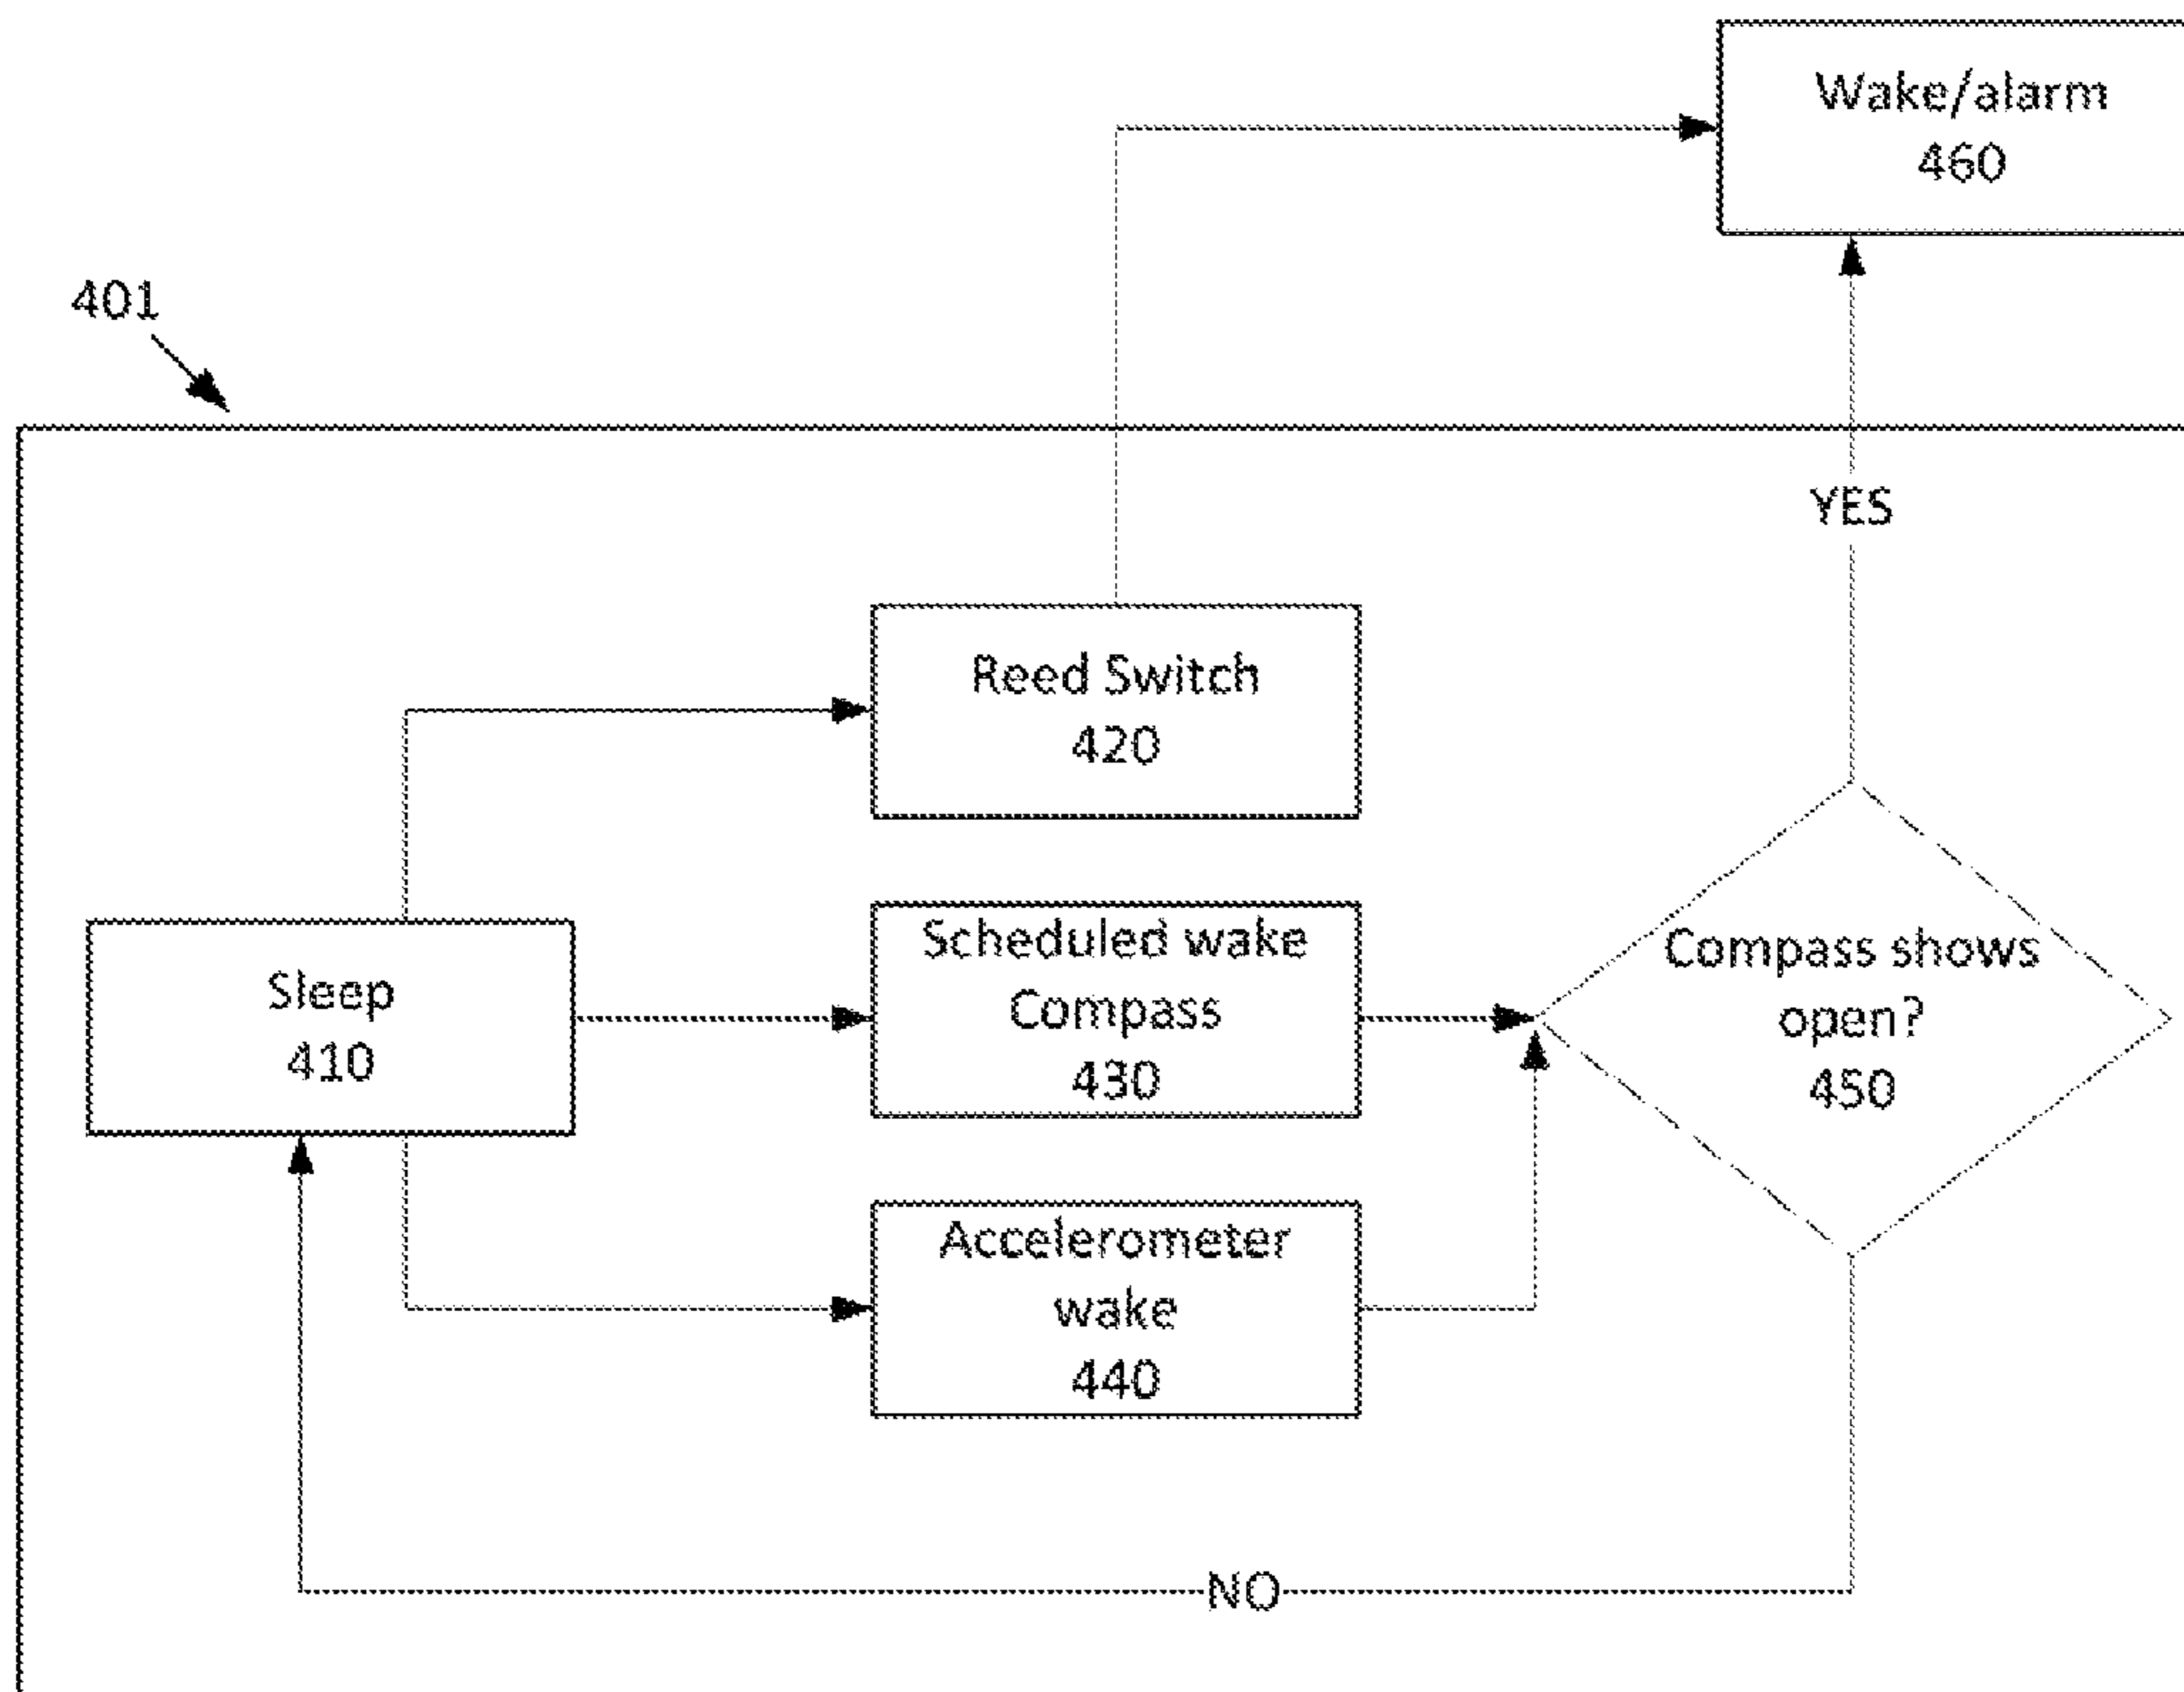 Wake/alarm
460
401
YES
Reed Switch
420
Scheduled wake
Compass
430
Sleep
410
Compass shows
open?
450
Accelerometer
wake
440
NO